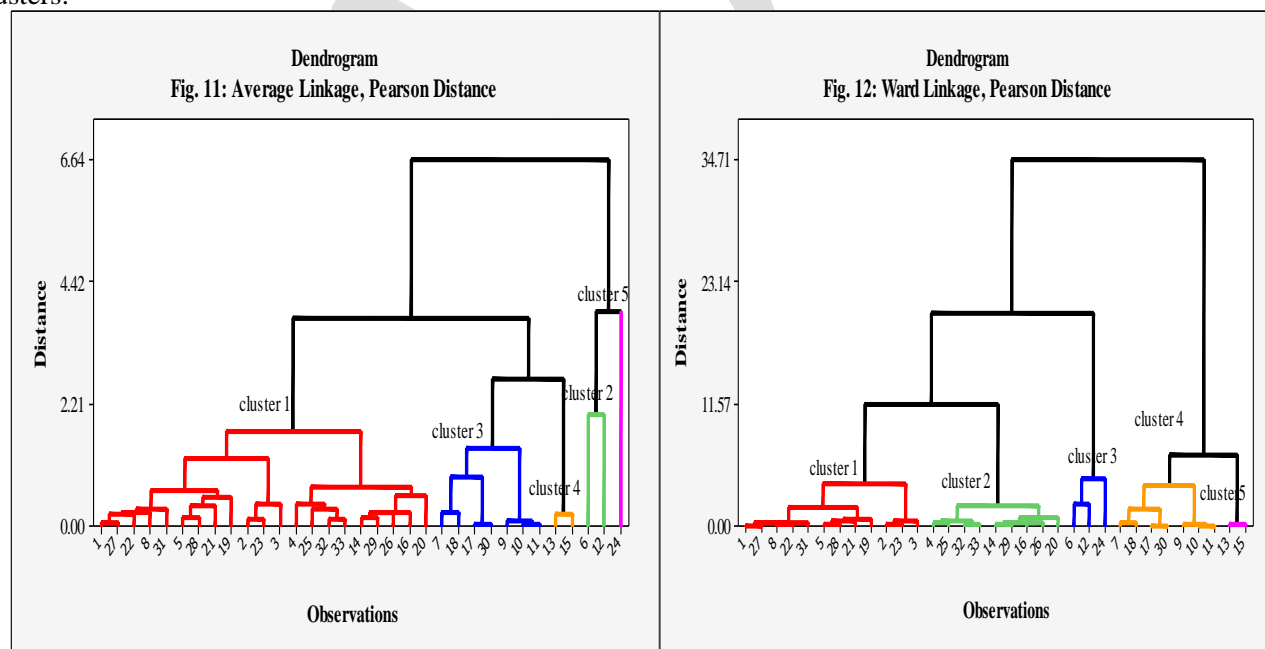 Dendrogram
Fig. 11: Average Linkage, Pearson Distance
6.64
4.42
2.21
0.00
Distance
cluster 1
cluster 3
cluster 4
cluster 2
cluster 5
1 27 22 8 31 5 28 21 19 2 23 3 4 25 32 33 14 29 26 16 20 7 18 17 30 9 10 11 13 15 6 12 24
Observations
Dendrogram
Fig. 12: Ward Linkage, Pearson Distance
34.71
23.14
11.57
0.00
Distance
cluster 1
cluster 2
cluster 3
cluster 4
cluster5
1 27 8 22 31 5 28 21 19 2 23 3 4 25 32 33 14 29 16 26 20 6 12 24 7 18 17 30 9 10 11 13 15
Observations